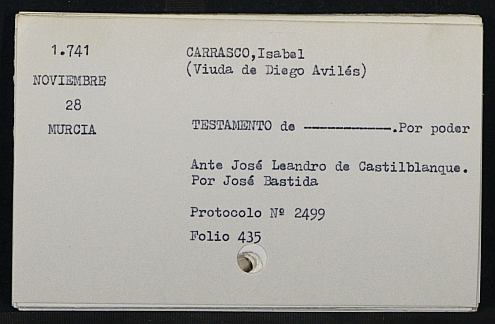 1.741
NOVIEMBRE
28
MURCIA
CARRASCO,Isabel
(Viuda de Diego Avilés)
TESTAMENTO de ------------.Por poder
Ante José Leandro de Castilblanque.
Por José Bastida
Protocolo Nº 2499
Folio 435